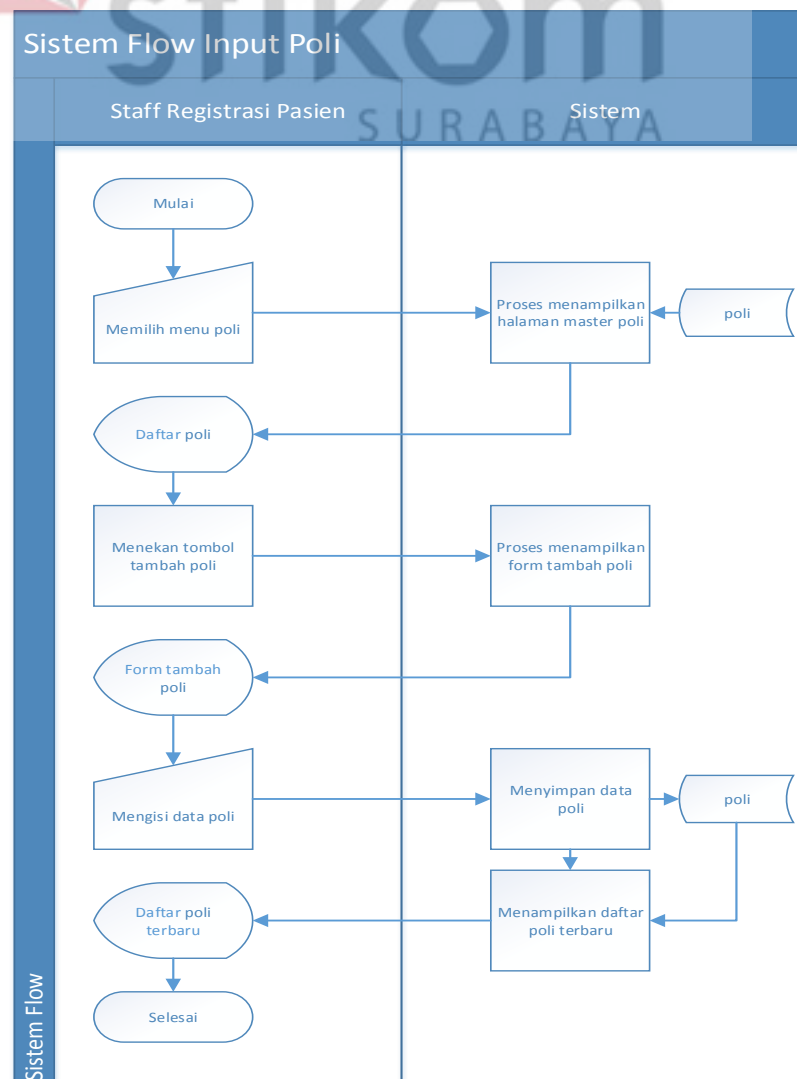 STIKOM
SURABAYA
Sistem Flow Input Poli
Staff Registrasi Pasien
Sistem
Mulai
Memilih menu poli
Proses menampilkan
halaman master poli
poli
Daftar poli
Menekan tombol
tambah poli
Proses menampilkan
form tambah poli
Form tambah
poli
Mengisi data poli
Menyimpan data
poli
poli
Daftar poli
terbaru
Menampilkan daftar
poli terbaru
Selesai
Sistem Flow